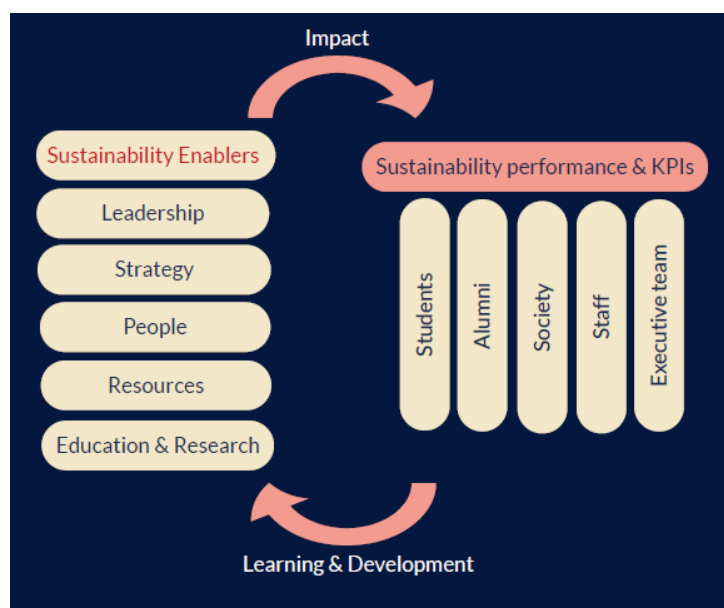 Impact
Sustainability Enablers
Leadership
Strategy
People
Resources
Education & Research
Sustainability performance & KPIs
Students
Alumni
Society
Staff
Executive team
Learning & Development